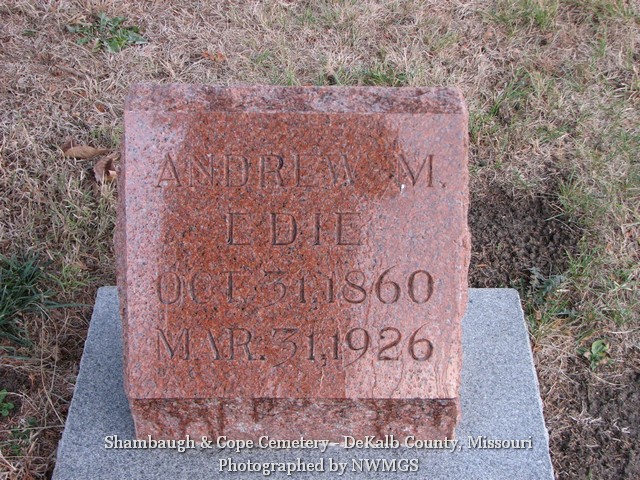 ANDREW M.
EDIE
OCT. 31, 1860
MAR. 31, 1926
Shambaugh & Cope Cemetery - DeKalb County, Missouri
Photographed by NWMGS